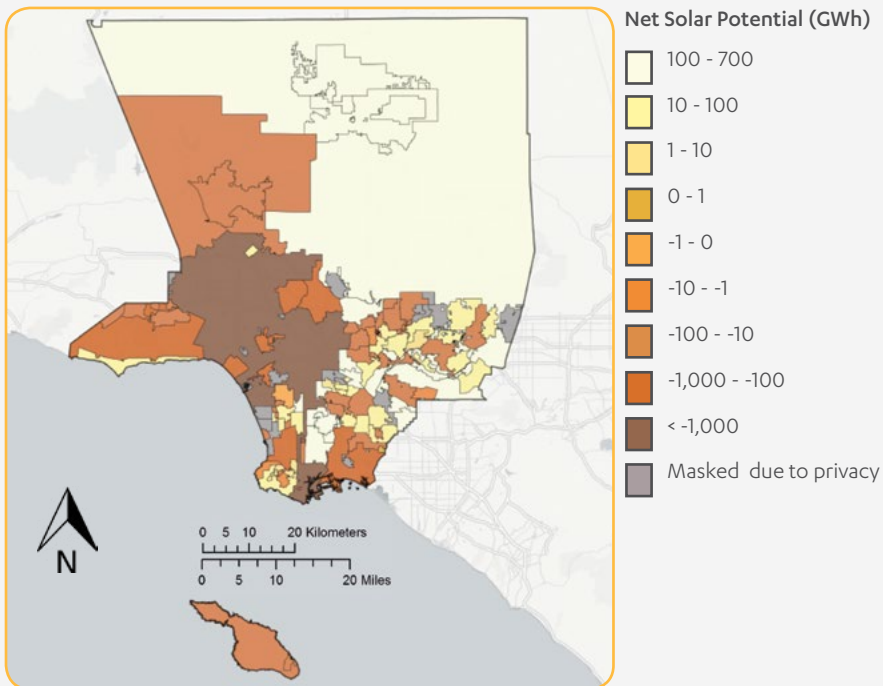 Net Solar Potential (GWh)
100 - 700
10 - 100
1 - 10
0 - 1
-1 - 0
-10 - -1
-100 - -10
-1,000 - -100
< -1,000
Masked due to privacy
N
0 5 10 20 Kilometers
0 5 10 20 Miles